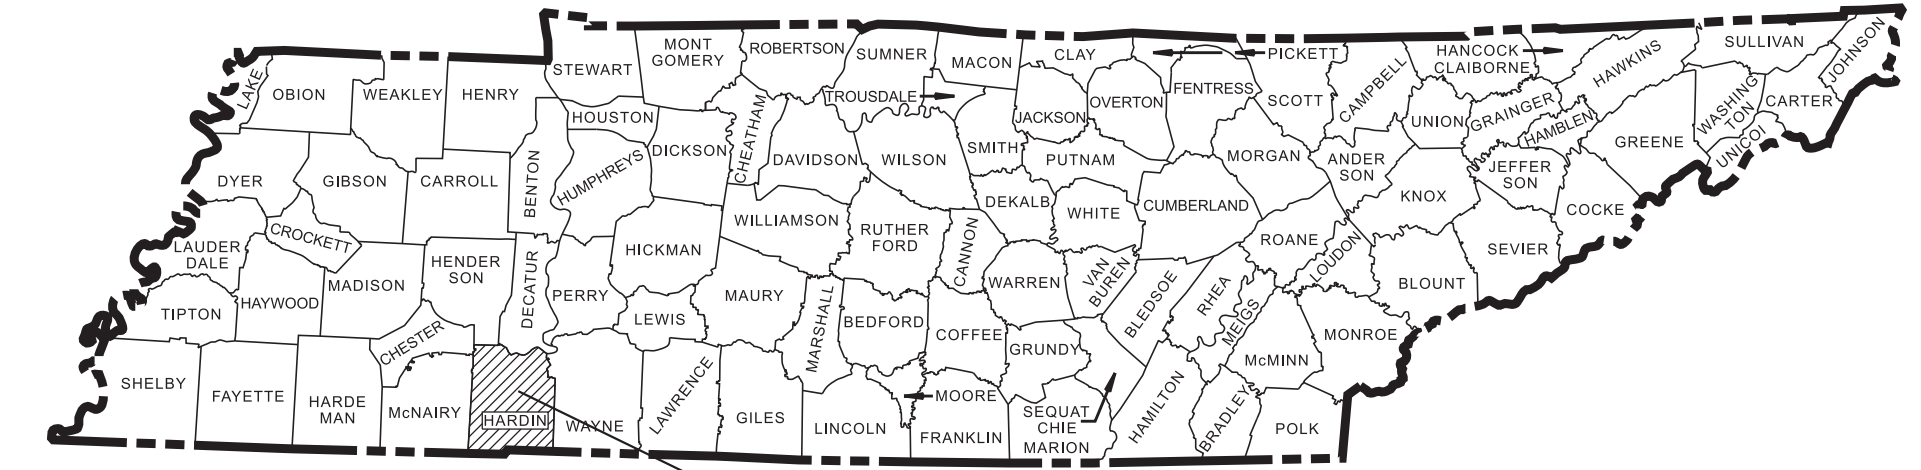 LAKE
OBION
WEAKLEY
HENRY
STEWART
MONT
GOMERY
ROBERTSON
SUMNER
MACON
CLAY
PICKETT
HANCOCK
CLAIBORNE
HAWKINS
SULLIVAN
JOHNSON
TROUSDALE
HOUSTON
CHEATHAM
JACKSON
OVERTON
FENTRESS
SCOTT
CAMPBELL
UNION
GRAINGER
HAMBLEN
WASHING
TON
CARTER
UNICOI
GREENE
DYER
GIBSON
CARROLL
BENTON
HUMPHREYS
DICKSON
DAVIDSON
WILSON
SMITH
PUTNAM
MORGAN
ANDER
SON
KNOX
JEFFER
SON
COCKE
LAUDER
DALE
CROCKETT
HENDER
SON
DECATUR
HICKMAN
WILLIAMSON
RUTHER
FORD
CANNON
DEKALB
WHITE
CUMBERLAND
ROANE
LOUDON
BLOUNT
SEVIER
TIPTON
HAYWOOD
MADISON
CHESTER
PERRY
LEWIS
MAURY
MARSHALL
BEDFORD
COFFEE
WARREN
VAN
BUREN
BLEDSOE
RHEA
MEIGS
McMINN
MONROE
GRUNDY
SHELBY
FAYETTE
HARDE
MAN
McNAIRY
HARDIN
WAYNE
LAWRENCE
GILES
LINCOLN
MOORE
FRANKLIN
SEQUAT
CHIE
MARION
HAMILTON
BRADLEY
POLK